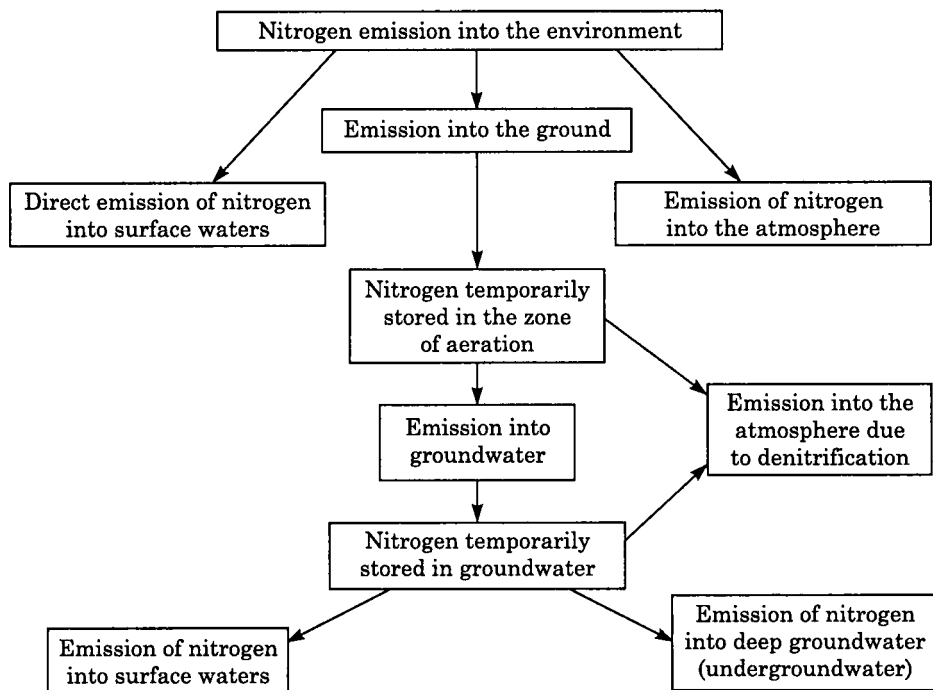 Nitrogen emission into the environment
Emission into the ground
Direct emission of nitrogen
into surface waters
Emission of nitrogen
into the atmosphere
Nitrogen temporarily
stored in the zone
of aeration
Emission into
groundwater
Emission into the
atmosphere due
to denitrification
Nitrogen temporarily
stored in groundwater
Emission of nitrogen
into surface waters
Emission of nitrogen
into deep groundwater
(undergroundwater)